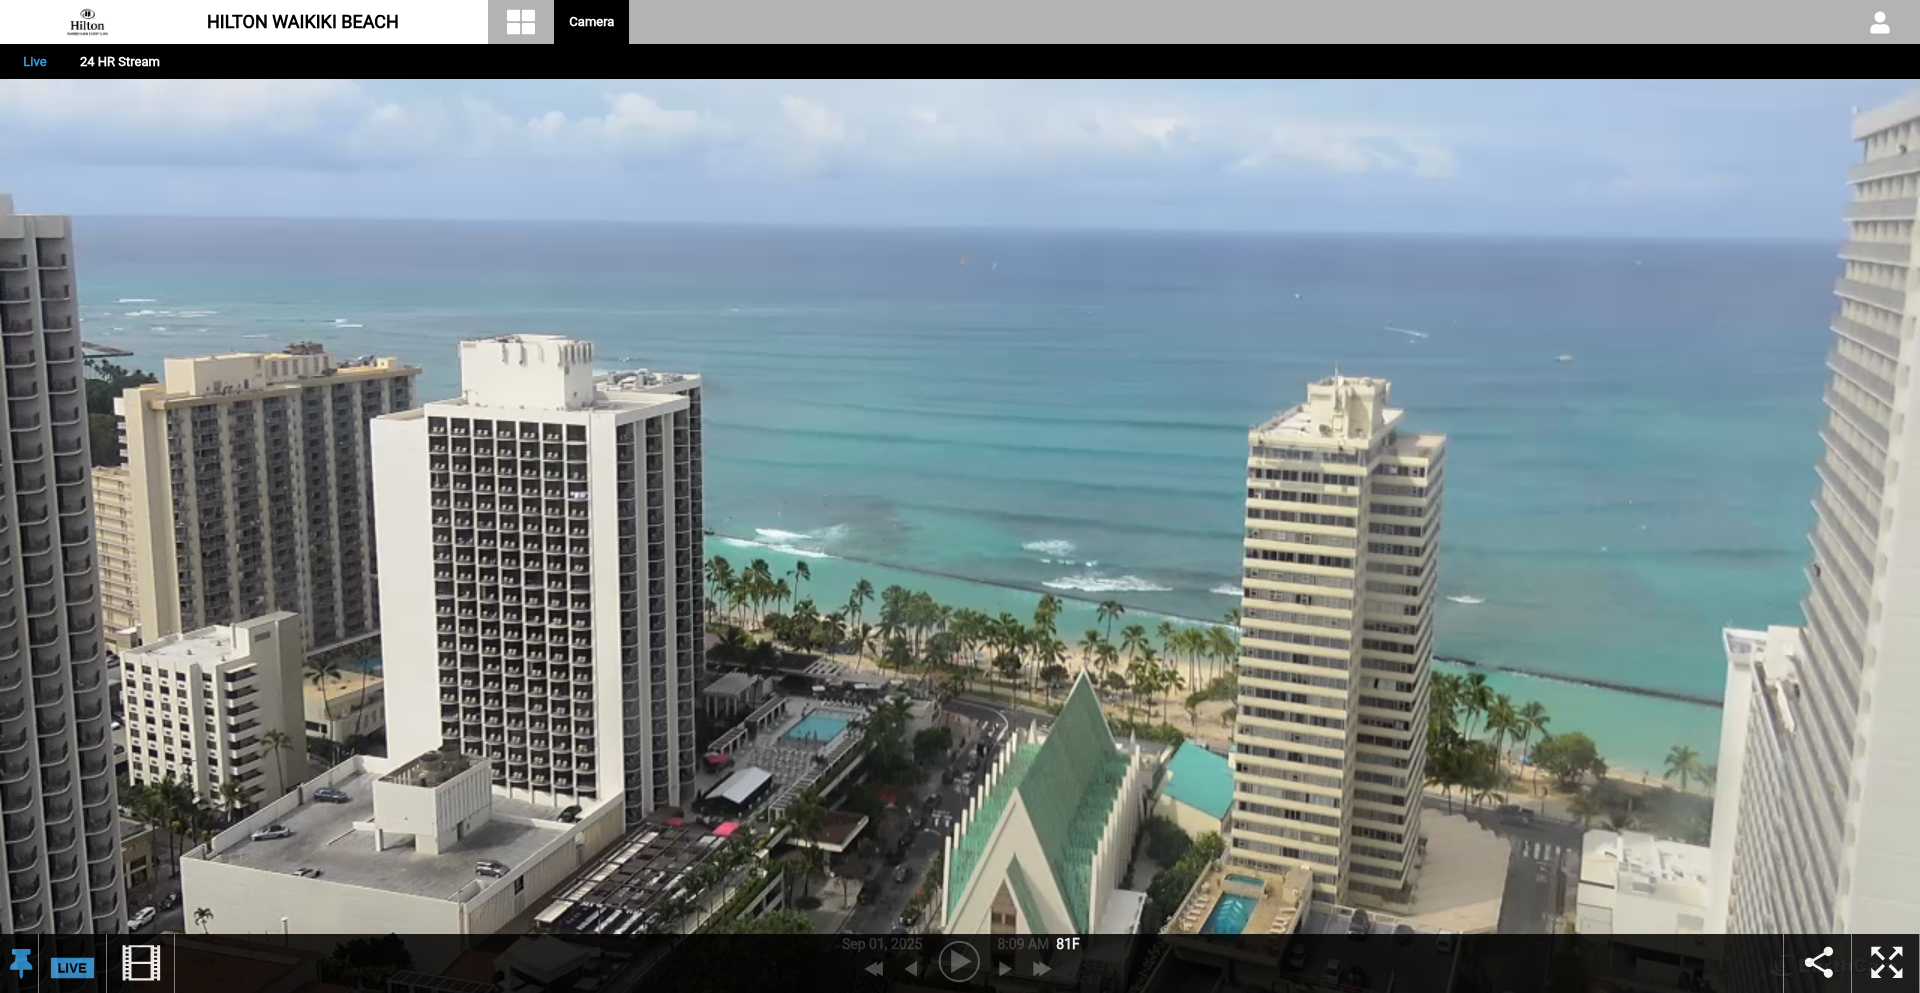 Hilton
HILTON WAIKIKI BEACH
Camera
Live
24 HR Stream
Sep 01, 2025
8:09 AM 81F
LIVE